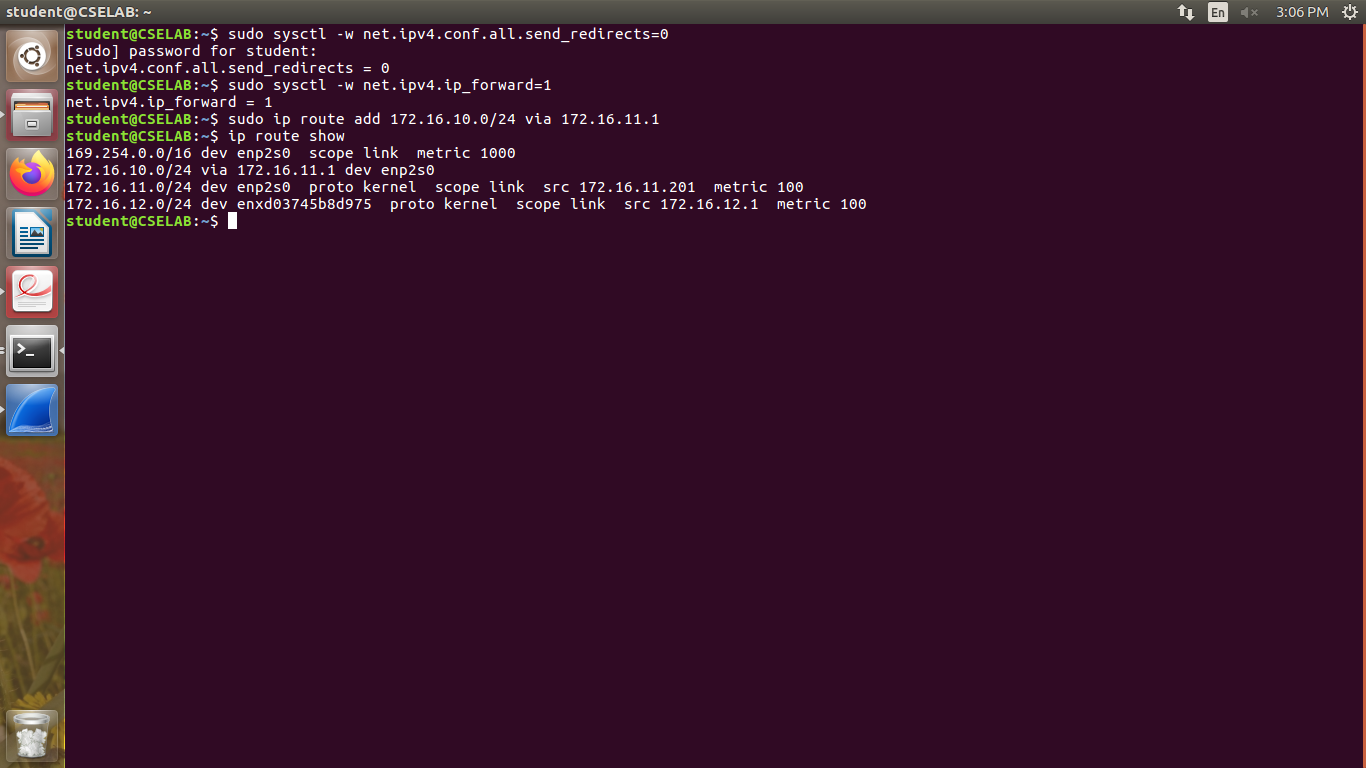 student@CSELAB: ~
En
3:06 PM
student@CSELAB:~$ sudo sysctl -w net.ipv4.conf.all.send_redirects=0
[sudo] password for student:
net.ipv4.conf.all.send_redirects = 0
student@CSELAB:~$ sudo sysctl -w net.ipv4.ip_forward=1
net.ipv4.ip_forward = 1
student@CSELAB:~$ sudo ip route add 172.16.10.0/24 via 172.16.11.1
student@CSELAB:~$ ip route show
169.254.0.0/16 dev enp2s0  scope link  metric 1000
172.16.10.0/24 via 172.16.11.1 dev enp2s0
172.16.11.0/24 dev enp2s0  proto kernel  scope link  src 172.16.11.201  metric 100
172.16.12.0/24 dev enxd03745b8d975  proto kernel  scope link  src 172.16.12.1  metric 100
student@CSELAB:~$